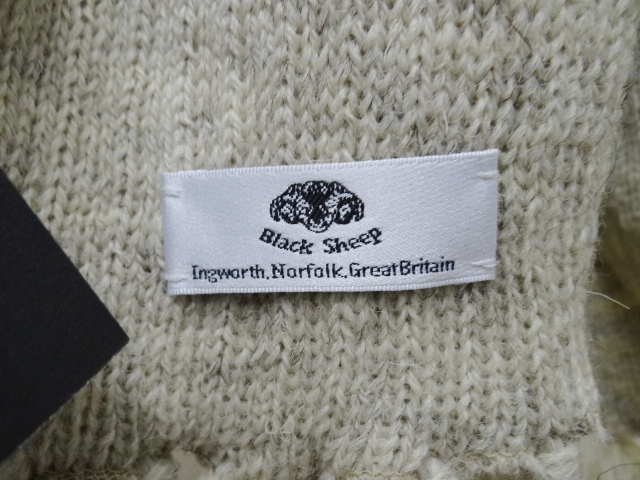 Black Sheep
Ingworth, Norfolk, Great Britain